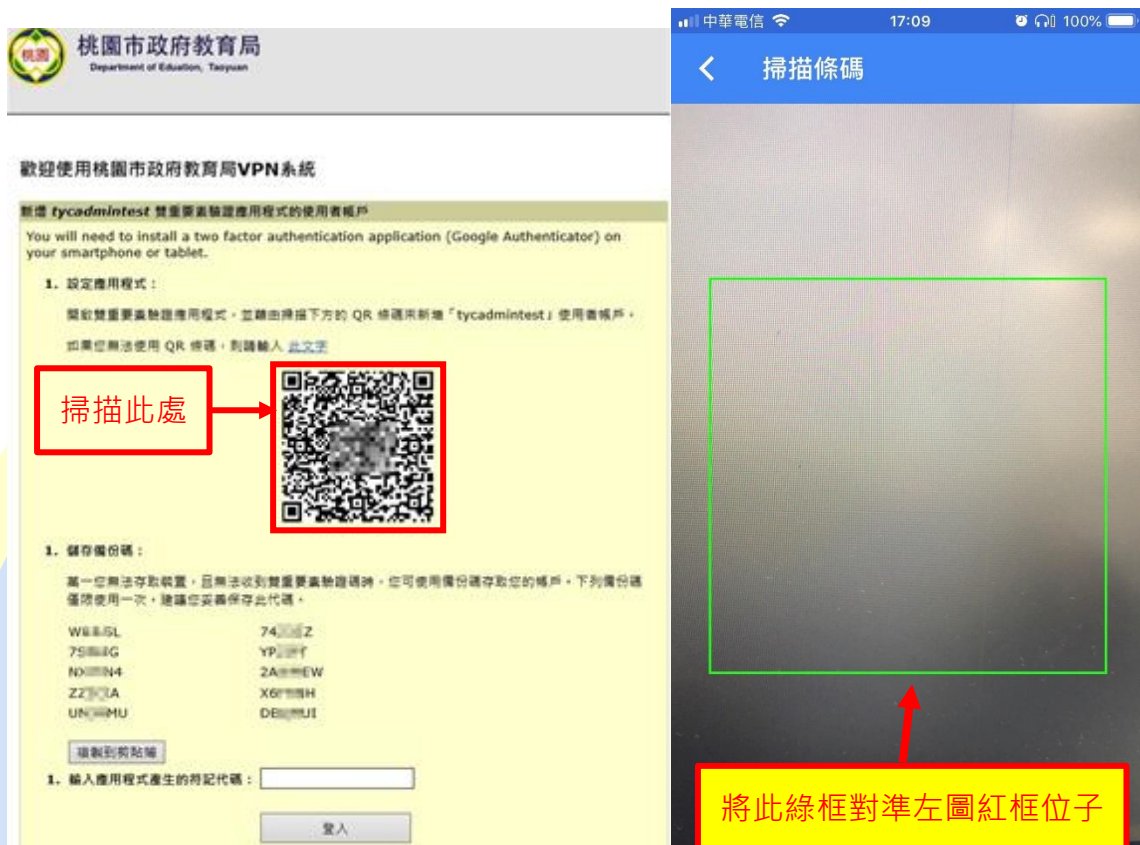 桃園
桃園市政府教育局
Department of Eduation, Taoyuan
歡迎使用桃園市政府教育局VPN系統
新增 tycadmintest 雙重要素驗證應用程式的使用者帳戶
You will need to install a two factor authentication application (Google Authenticator) on
your smartphone or tablet.
1. 設定應用程式：
開啟雙重要素驗證應用程式，並藉由掃描下方的 QR 條碼來新增「tycadmintest」使用者帳戶。
如果您無法使用 QR 條碼，則請輸入 此文字
掃描此處
1. 儲存備份碼：
萬一您無法存取裝置，且無法收到雙重要素驗證碼時，您可使用備份碼存取您的帳戶。下列備份碼
僅限使用一次，建議您妥善保存此代碼。
複製到剪貼簿
1. 輸入應用程式產生的符記代碼：
登入
中華電信 17:09 100%
掃描條碼
將此綠框對準左圖紅框位子